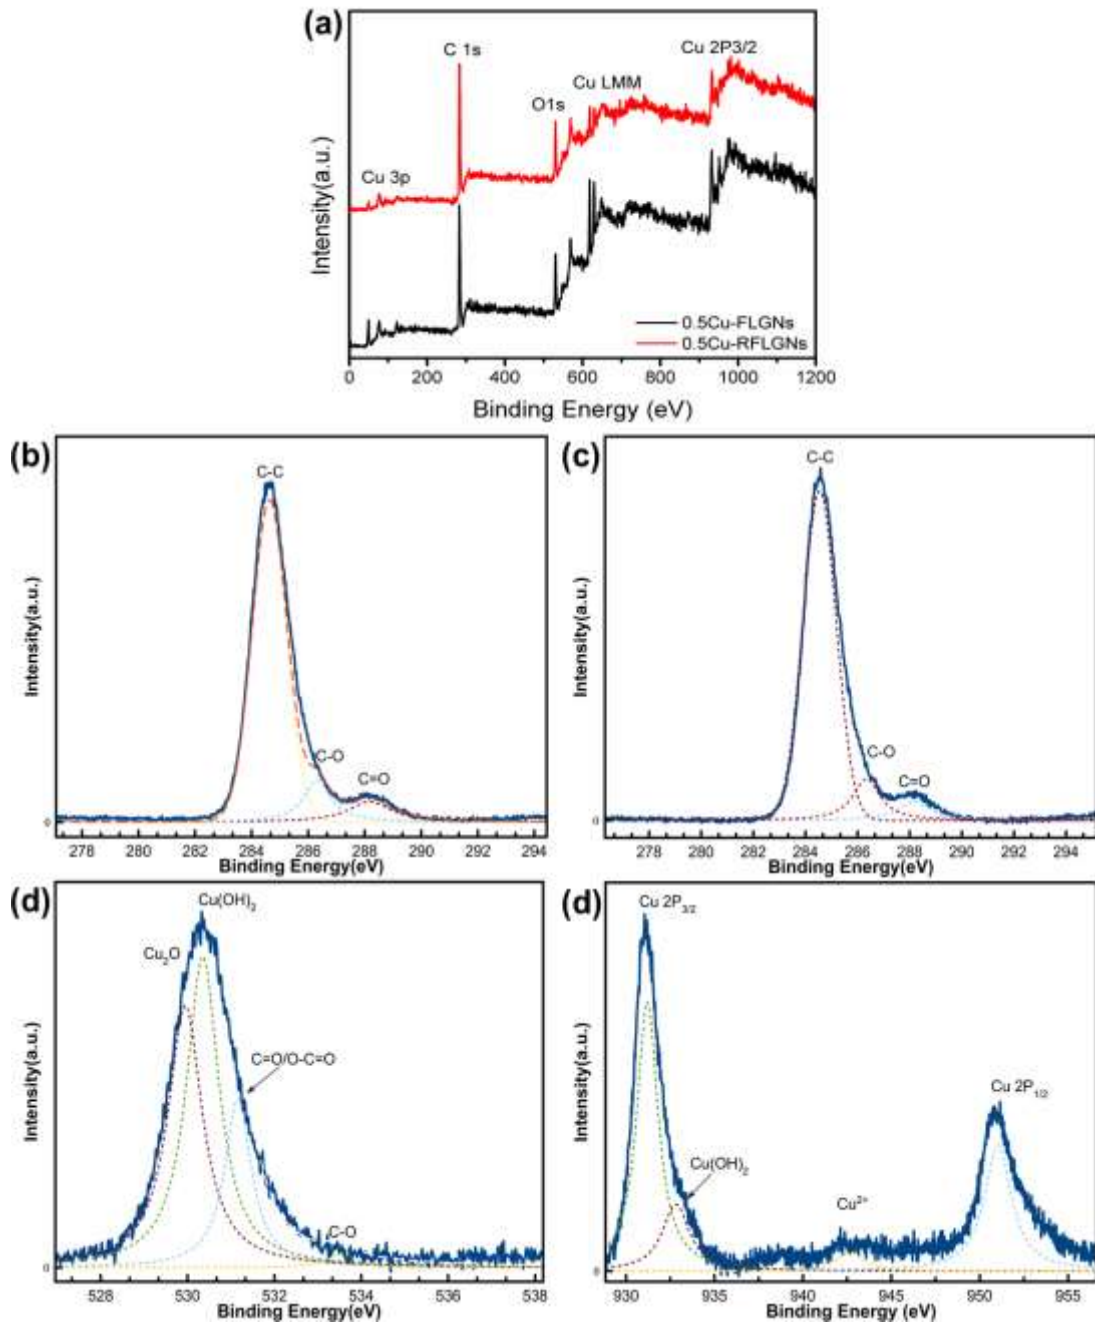 (a)
C 1s
Cu 2P3/2
Cu LMM
O1s
Cu 3p
Intensity(a.u.)
0.5Cu-FLGNs
0.5Cu-RFLGNs
0 200 400 600 800 1000 1200
Binding Energy (eV)
(b)
C-C
C-O
C=O
Intensity(a.u.)
0
278 280 282 284 286 288 290 292 294
Binding Energy(eV)
(c)
C-C
C-O
C=O
Intensity(a.u.)
0
278 280 282 284 286 288 290 292 294
Binding Energy(eV)
(d)
Cu(OH)₂
Cu₂O
C=O/O-C=O
C-O
Intensity(a.u.)
0
528 530 532 534 536 538
Binding Energy(eV)
(d)
Cu 2P₃/₂
Cu 2P₁/₂
Cu(OH)₂
Cu²⁺
Intensity(a.u.)
0
930 935 940 945 950 955
Binding Energy (eV)